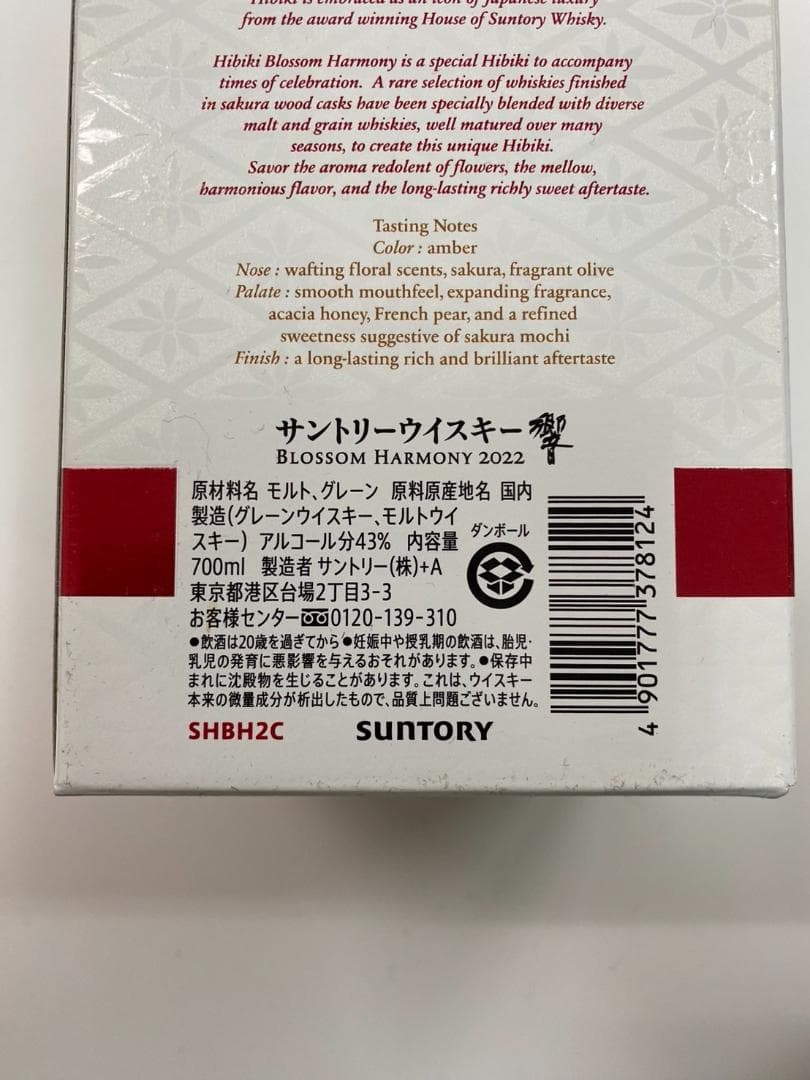 Hibiki is embraced as an icon of Japanese luxury
from the award winning House of Suntory Whisky.
Hibiki Blossom Harmony is a special Hibiki to accompany
times of celebration. A rare selection of whiskies finished
in sakura wood casks have been specially blended with diverse
malt and grain whiskies, well matured over many
seasons, to create this unique Hibiki.
Savor the aroma redolent of flowers, the mellow,
harmonious flavor, and the long-lasting richly sweet aftertaste.
Tasting Notes
Color : amber
Nose : wafting floral scents, sakura, fragrant olive
Palate : smooth mouthfeel, expanding fragrance,
acacia honey, French pear, and a refined
sweetness suggestive of sakura mochi
Finish : a long-lasting rich and brilliant aftertaste
サントリーウイスキー響
BLOSSOM HARMONY 2022
原材料名 モルト、グレーン 原料原産地名 国内
製造(グレーンウイスキー、モルトウイ
スキー) アルコール分43% 内容量
700ml 製造者 サントリー(株)+A
東京都港区台場2丁目3-3
お客様センター 0120-139-310
●飲酒は20歳を過ぎてから●妊娠中や授乳期の飲酒は、胎児・
乳児の発育に悪影響を与えるおそれがあります。●保存中
まれに沈殿物を生じることがあります。これは、ウイスキー
本来の微量成分が析出したもので、品質上問題ございません。
SHBH2C SUNTORY
ダンボール
4 901777 378124